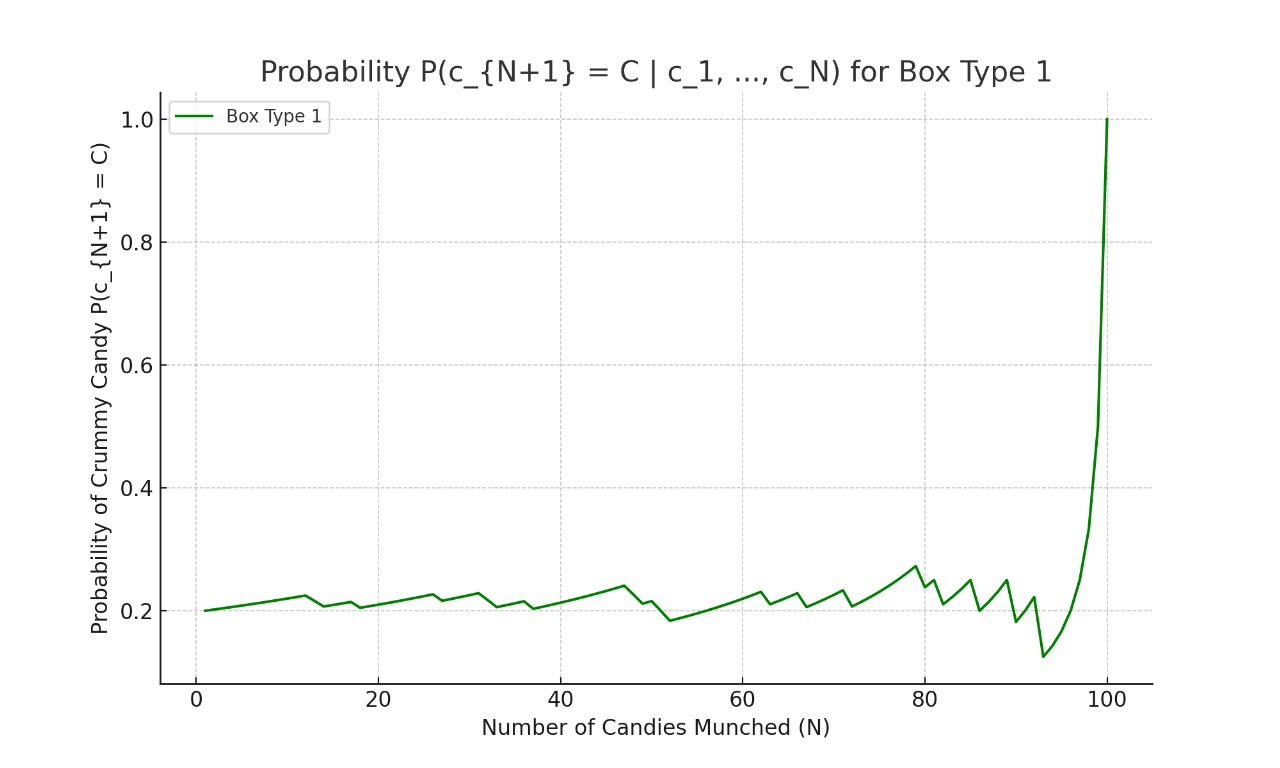 Probability P(c_{N+1} = C | c_1, ..., c_N) for Box Type 1
Box Type 1
Probability of Crummy Candy P(c_{N+1} = C)
1.0
0.8
0.6
0.4
0.2
0 20 40 60 80 100
Number of Candies Munched (N)